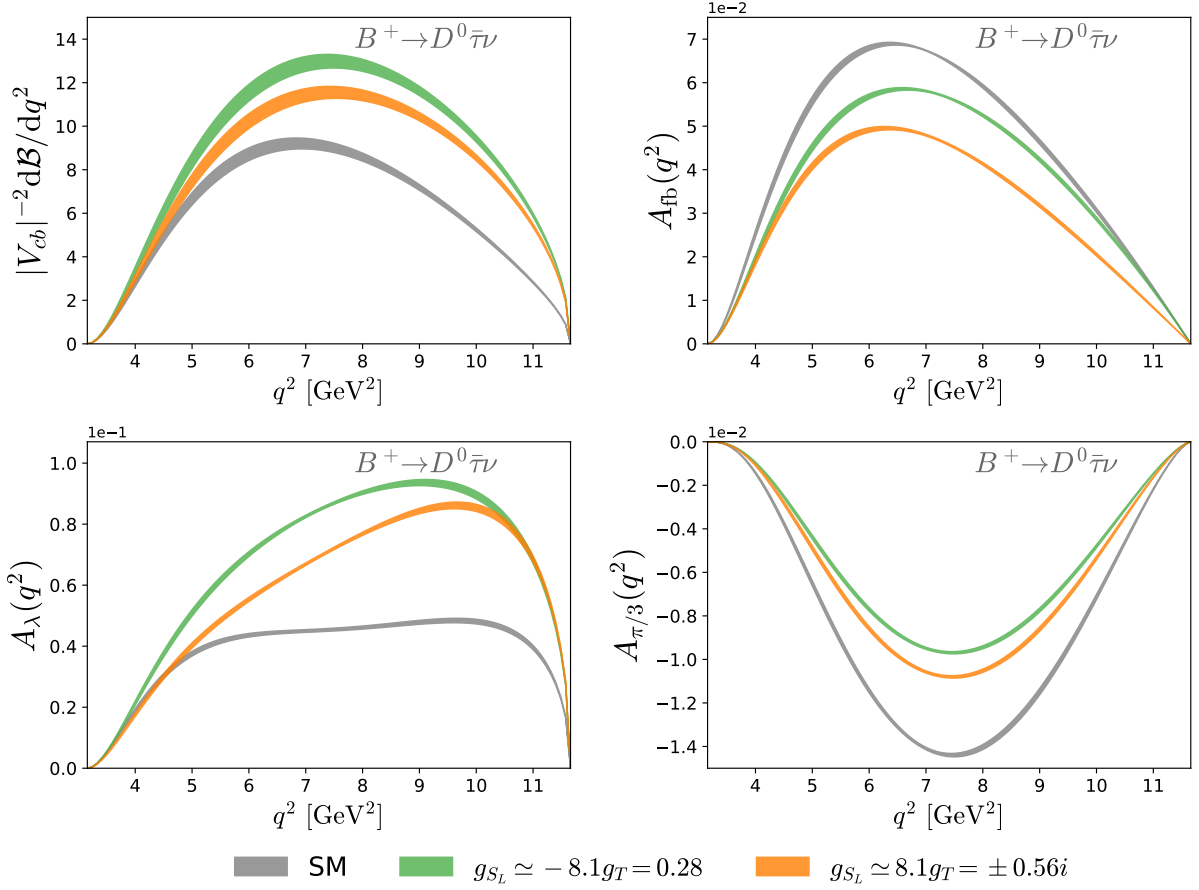 B⁺→D⁰τ̄ν
|V_cb|⁻²dℬ/dq²
14
12
10
8
6
4
2
0
4 5 6 7 8 9 10 11
q² [GeV²]
1e−2
B⁺→D⁰τ̄ν
A_fb(q²)
7
6
5
4
3
2
1
0
4 5 6 7 8 9 10 11
q² [GeV²]
1e−1
B⁺→D⁰τ̄ν
A_λ(q²)
1.0
0.8
0.6
0.4
0.2
0.0
4 5 6 7 8 9 10 11
q² [GeV²]
1e−2
B⁺→D⁰τ̄ν
A_π/3(q²)
0.0
−0.2
−0.4
−0.6
−0.8
−1.0
−1.2
−1.4
4 5 6 7 8 9 10 11
q² [GeV²]
SM g_{S_L} ≃ −8.1g_T = 0.28 g_{S_L} ≃ 8.1g_T = ±0.56i